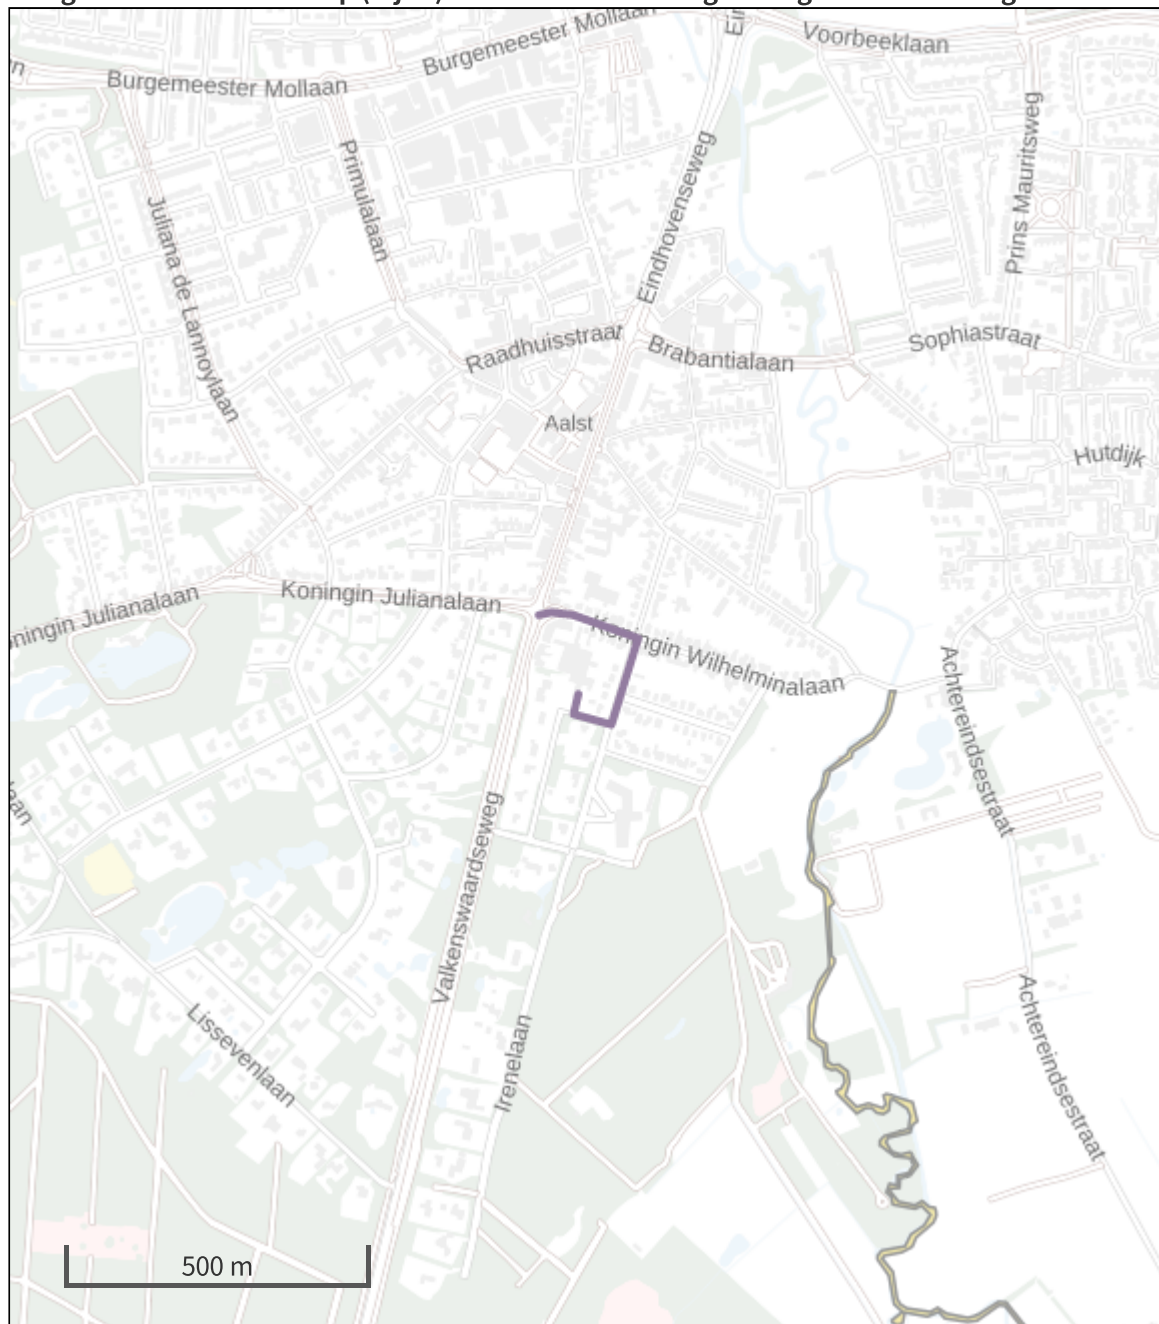 Burgemeester Mollaan
Voorbeeklaan
Burgemeester Mollaan
Prins Mauritsweg
Primulalaan
Eindhovenseweg
Juliana de Lannoylaan
Raadhuisstraat
Sophiastraat
Brabantialaan
Aalst
Hutdijk
Koningin Julianalaan
oningin Julianalaan
Koningin Wilhelminalaan
Achtereindsestraat
Valkenswaardseweg
Lissevenlaan
Irenelaan
Achtereindsestraat
500 m